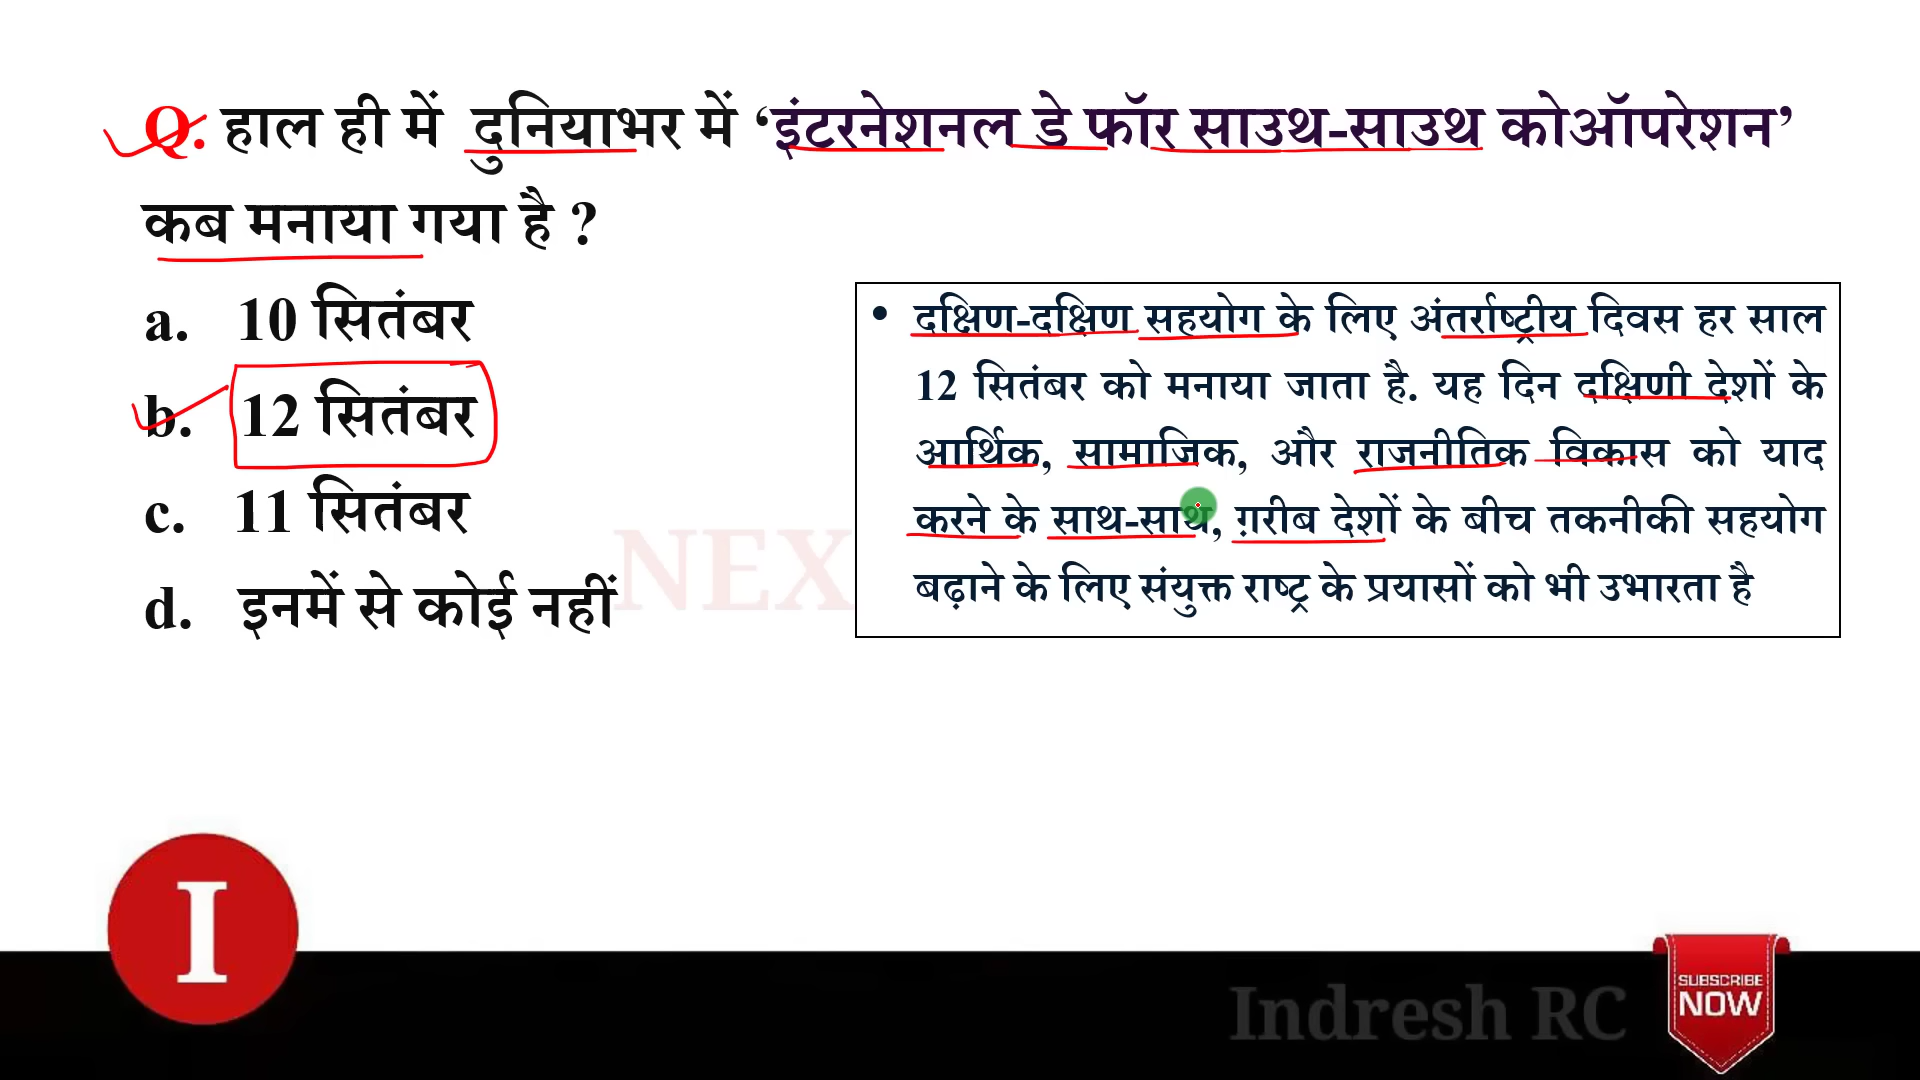 Q. हाल ही में दुनियाभर में ‘इंटरनेशनल डे फॉर साउथ-साउथ कोऑपरेशन’
कब मनाया गया है ?
a. 10 सितंबर
b. 12 सितंबर
c. 11 सितंबर
d. इनमें से कोई नहीं
• दक्षिण-दक्षिण सहयोग के लिए अंतर्राष्ट्रीय दिवस हर साल
12 सितंबर को मनाया जाता है. यह दिन दक्षिणी देशों के
आर्थिक, सामाजिक, और राजनीतिक विकास को याद
करने के साथ-साथ, ग़रीब देशों के बीच तकनीकी सहयोग
बढ़ाने के लिए संयुक्त राष्ट्र के प्रयासों को भी उभारता है
NEX
I
Indresh RC
SUBSCRIBE
NOW